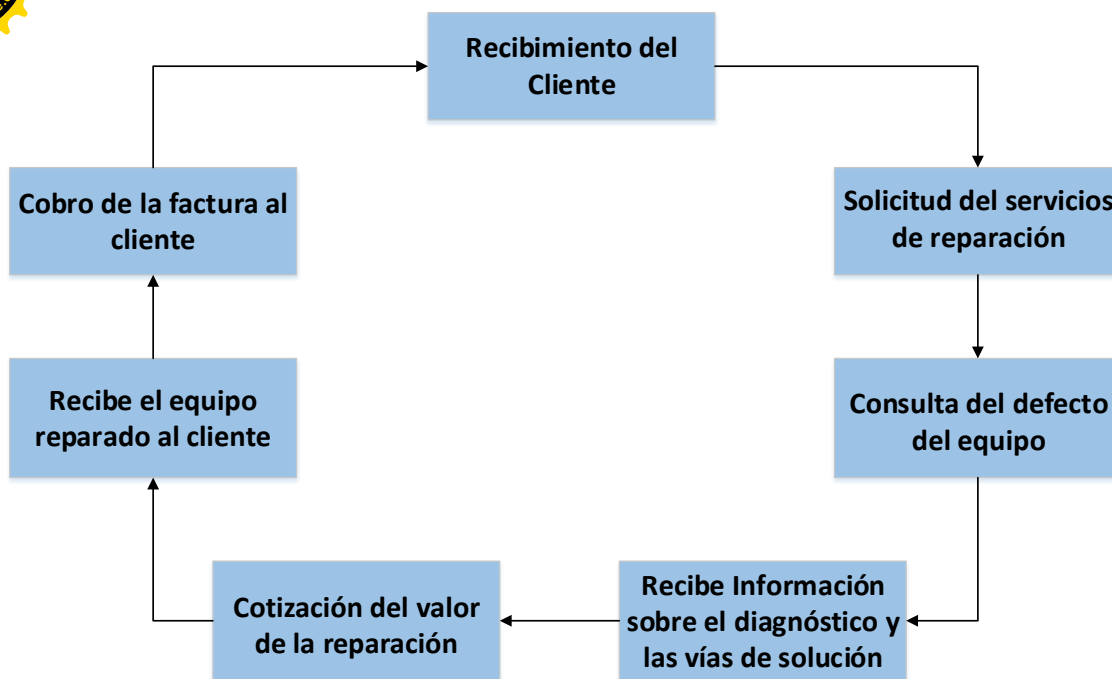 Recibimiento del
Cliente
Solicitud del servicios
de reparación
Consulta del defecto
del equipo
Recibe Información
sobre el diagnóstico y
las vías de solución
Cotización del valor
de la reparación
Recibe el equipo
reparado al cliente
Cobro de la factura al
cliente